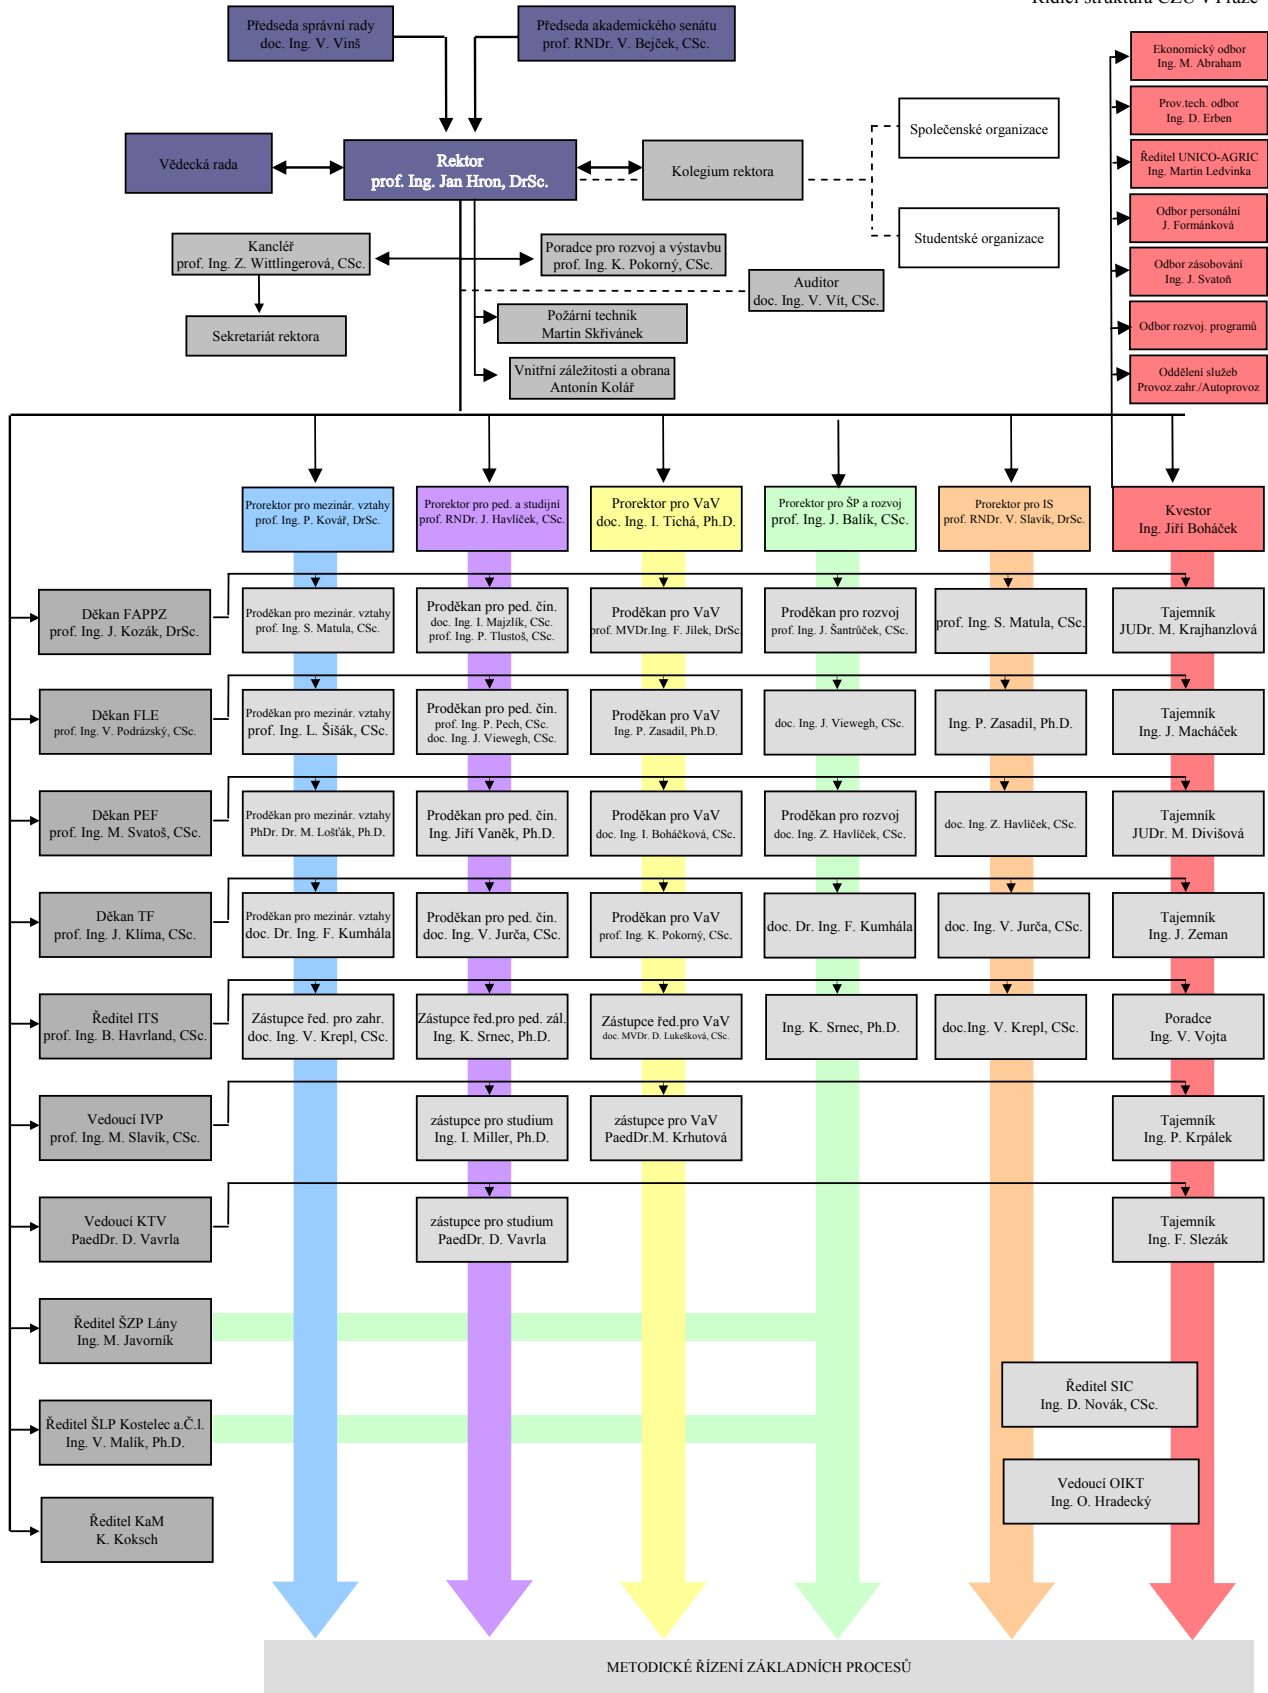 Řídící struktura ČZU v Praze
Předseda správní rady
doc. Ing. V. Vinš
Předseda akademického senátu
prof. RNDr. V. Bejček, CSc.
Ekonomický odbor
Ing. M. Abraham
Prov.tech. odbor
Ing. D. Erben
Ředitel UNICO-AGRIC
Ing. Martin Ledvinka
Odbor personální
J. Formánková
Odbor zásobování
Ing. J. Svatoň
Odbor rozvoj. programů
Oddělení služeb
Provoz.zahr./Autoprovoz
Společenské organizace
Vědecká rada
Rektor
prof. Ing. Jan Hron, DrSc.
Kolegium rektora
Studentské organizace
Kancléř
prof. Ing. Z. Wittlingerová, CSc.
Poradce pro rozvoj a výstavbu
prof. Ing. K. Pokorný, CSc.
Auditor
doc. Ing. V. Vít, CSc.
Sekretariát rektora
Požární technik
Martin Skřivánek
Vnitřní záležitosti a obrana
Antonín Kolář
Prorektor pro mezinár. vztahy
prof. Ing. P. Kovář, DrSc.
Prorektor pro ped. a studijní
prof. RNDr. J. Havlíček, CSc.
Prorektor pro VaV
doc. Ing. I. Tichá, Ph.D.
Prorektor pro ŠP a rozvoj
prof. Ing. J. Balík, CSc.
Prorektor pro IS
prof. RNDr. V. Slavík, DrSc.
Kvestor
Ing. Jiří Boháček
Děkan FAPPZ
prof. Ing. J. Kozák, DrSc.
Proděkan pro mezinár. vztahy
prof. Ing. S. Matula, CSc.
Proděkan pro ped. čin.
doc. Ing. I. Majzlík, CSc.
prof. Ing. P. Tlustoš, CSc.
Proděkan pro VaV
prof. MVDr.Ing. F. Jílek, DrSc.
Proděkan pro rozvoj
prof. Ing. J. Šantrůček, CSc.
prof. Ing. S. Matula, CSc.
Tajemník
JUDr. M. Krajhanzlová
Děkan FLE
prof. Ing. V. Podrázský, CSc.
Proděkan pro mezinár. vztahy
prof. Ing. L. Šišák, CSc.
Proděkan pro ped. čin.
prof. Ing. P. Pech, CSc.
doc. Ing. J. Viewegh, CSc.
Proděkan pro VaV
Ing. P. Zasadil, Ph.D.
doc. Ing. J. Viewegh, CSc.
Ing. P. Zasadil, Ph.D.
Tajemník
Ing. J. Macháček
Děkan PEF
prof. Ing. M. Svatoš, CSc.
Proděkan pro mezinár. vztahy
PhDr. Dr. M. Lošťák, Ph.D.
Proděkan pro ped. čin.
Ing. Jiří Vaněk, Ph.D.
Proděkan pro VaV
doc. Ing. I. Boháčková, CSc.
Proděkan pro rozvoj
doc. Ing. Z. Havlíček, CSc.
doc. Ing. Z. Havlíček, CSc.
Tajemník
JUDr. M. Divišová
Děkan TF
prof. Ing. J. Klíma, CSc.
Proděkan pro mezinár. vztahy
doc. Dr. Ing. F. Kumhála
Proděkan pro ped. čin.
doc. Ing. V. Jurča, CSc.
Proděkan pro VaV
prof. Ing. K. Pokorný, CSc.
doc. Dr. Ing. F. Kumhála
doc. Ing. V. Jurča, CSc.
Tajemník
Ing. J. Zeman
Ředitel ITS
prof. Ing. B. Havrland, CSc.
Zástupce řed. pro zahr.
doc. Ing. V. Krepl, CSc.
Zástupce řed.pro ped. zál.
Ing. K. Srnec, Ph.D.
Zástupce řed.pro VaV
doc. MVDr. D. Lukešková, CSc.
Ing. K. Srnec, Ph.D.
doc.Ing. V. Krepl, CSc.
Poradce
Ing. V. Vojta
Vedoucí IVP
prof. Ing. M. Slavík, CSc.
zástupce pro studium
Ing. I. Miller, Ph.D.
zástupce pro VaV
PaedDr.M. Krhutová
Tajemník
Ing. P. Krpálek
Vedoucí KTV
PaedDr. D. Vavrla
zástupce pro studium
PaedDr. D. Vavrla
Tajemník
Ing. F. Slezák
Ředitel ŠZP Lány
Ing. M. Javorník
Ředitel SIC
Ing. D. Novák, CSc.
Ředitel ŠLP Kostelec a.Č.l.
Ing. V. Malík, Ph.D.
Vedoucí OIKT
Ing. O. Hradecký
Ředitel KaM
K. Koksch
METODICKÉ ŘÍZENÍ ZÁKLADNÍCH PROCESŮ